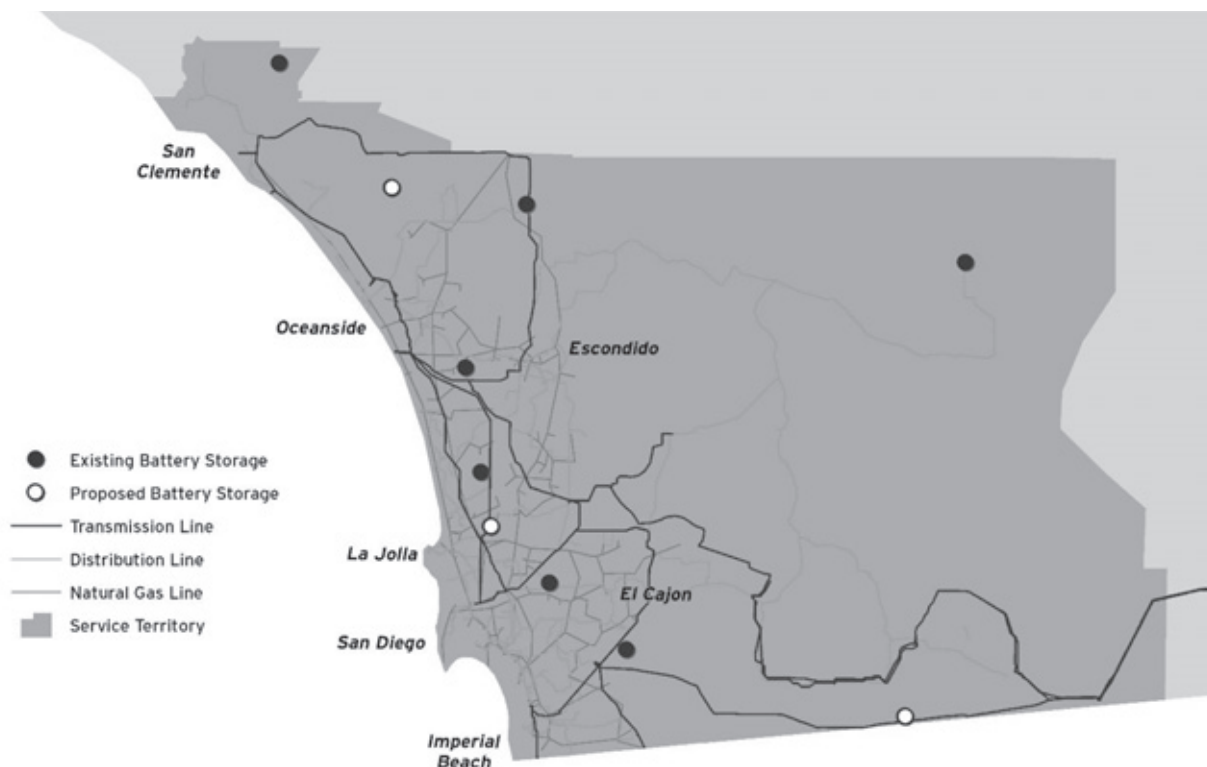 San
Clemente
Oceanside
Escondido
Existing Battery Storage
Proposed Battery Storage
Transmission Line
Distribution Line
Natural Gas Line
Service Territory
La Jolla
El Cajon
San Diego
Imperial
Beach